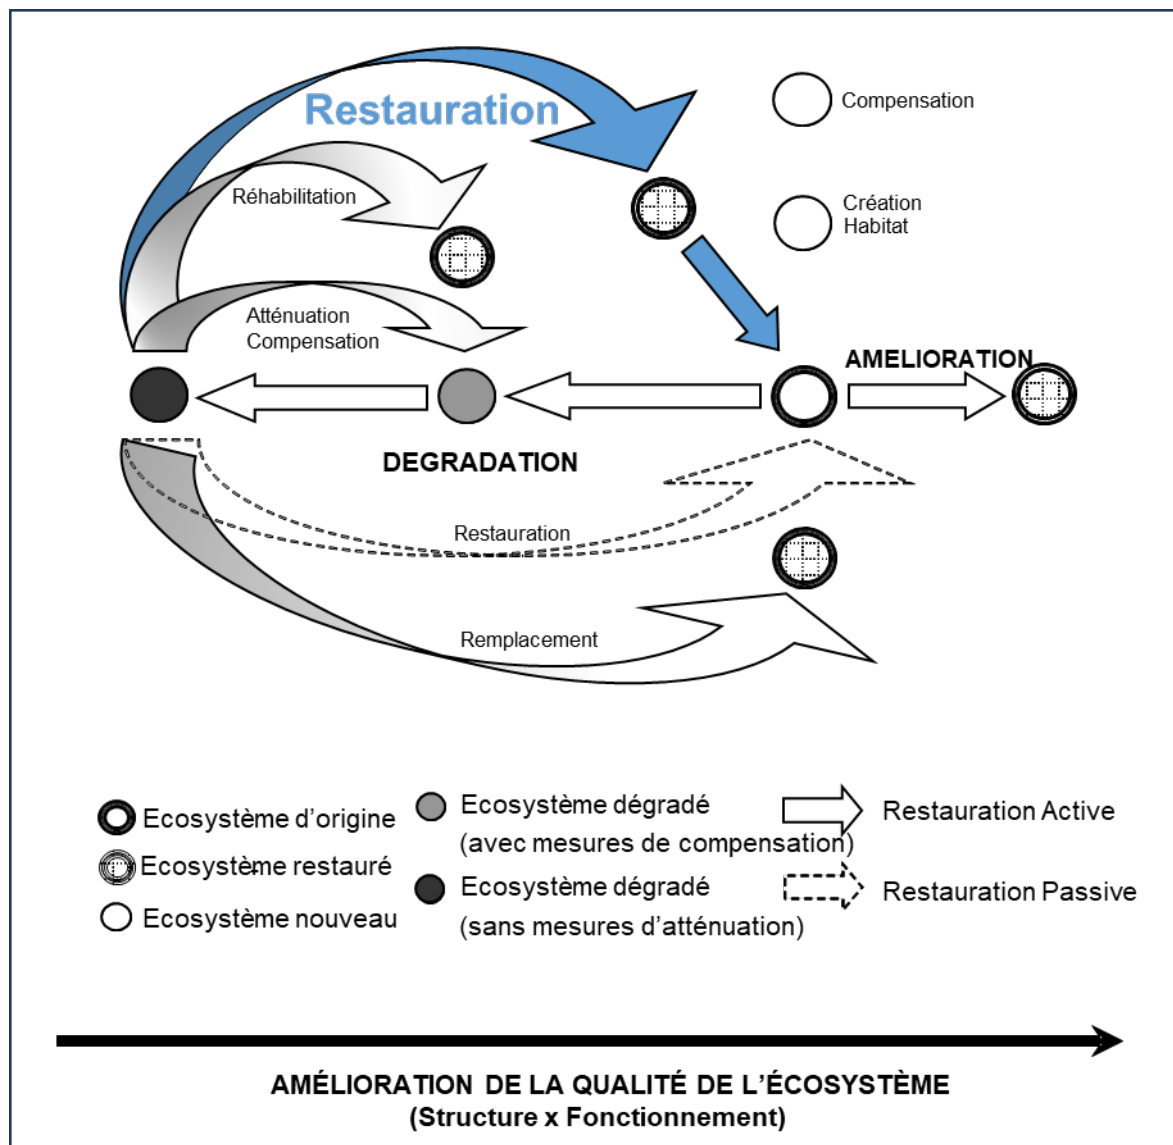 Restauration
Compensation
Réhabilitation
Création
Habitat
Atténuation
Compensation
AMELIORATION
DEGRADATION
Restauration
Remplacement
Ecosystème d'origine
Ecosystème restauré
Ecosystème nouveau
Ecosystème dégradé
(avec mesures de compensation)
Ecosystème dégradé
(sans mesures d'atténuation)
Restauration Active
Restauration Passive
AMÉLIORATION DE LA QUALITÉ DE L'ÉCOSYSTÈME
(Structure x Fonctionnement)